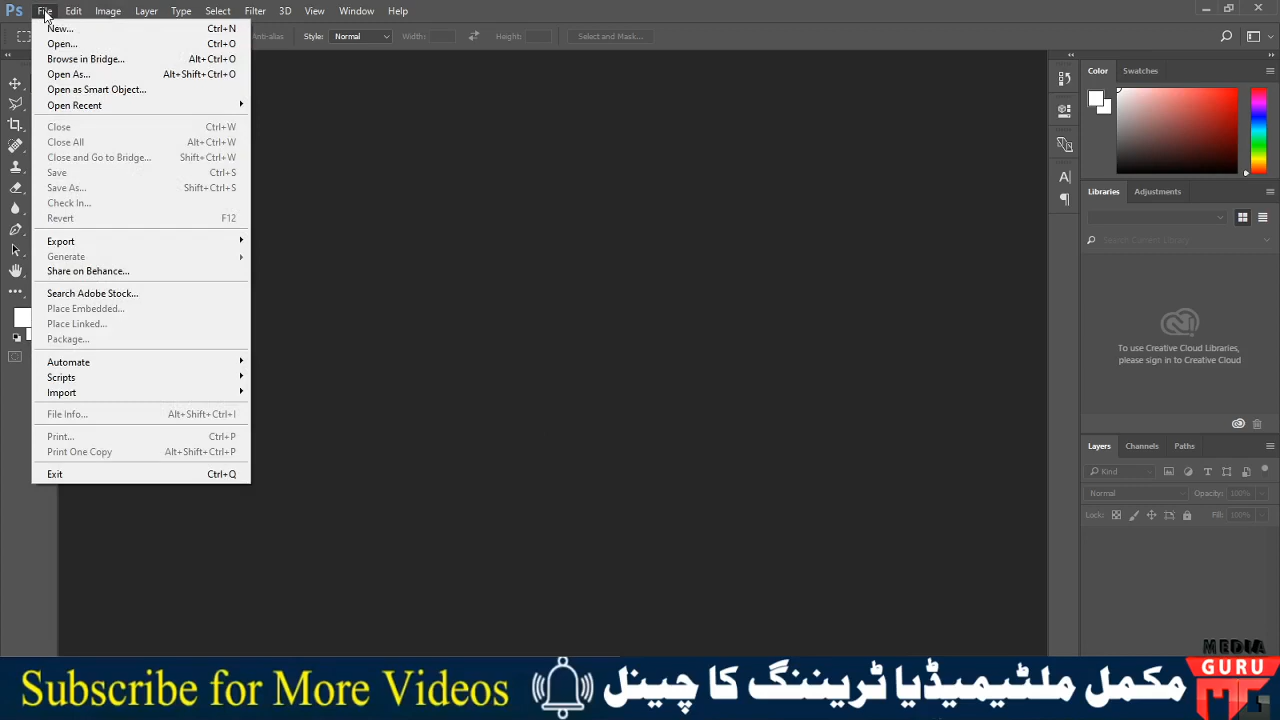 Ps File Edit Image Layer Type Select Filter 3D View Window Help
Anti-alias Style: Normal Width: Height: Select and Mask...
New... Ctrl+N
Open... Ctrl+O
Browse in Bridge... Alt+Ctrl+O
Open As... Alt+Shift+Ctrl+O
Open as Smart Object...
Open Recent
Close Ctrl+W
Close All Alt+Ctrl+W
Close and Go to Bridge... Shift+Ctrl+W
Save Ctrl+S
Save As... Shift+Ctrl+S
Check In...
Revert F12
Export
Generate
Share on Behance...
Search Adobe Stock...
Place Embedded...
Place Linked...
Package...
Automate
Scripts
Import
File Info... Alt+Shift+Ctrl+I
Print... Ctrl+P
Print One Copy Alt+Shift+Ctrl+P
Exit Ctrl+Q
Color Swatches
Libraries Adjustments
Search Current Library
To use Creative Cloud Libraries,
please sign in to Creative Cloud
Layers Channels Paths
Kind
Normal Opacity: 100%
Lock: Fill: 100%
Subscribe for More Videos
مکمل ملٹیمیڈیا ٹریننگ کا چینل
MEDIA
GURU
MG